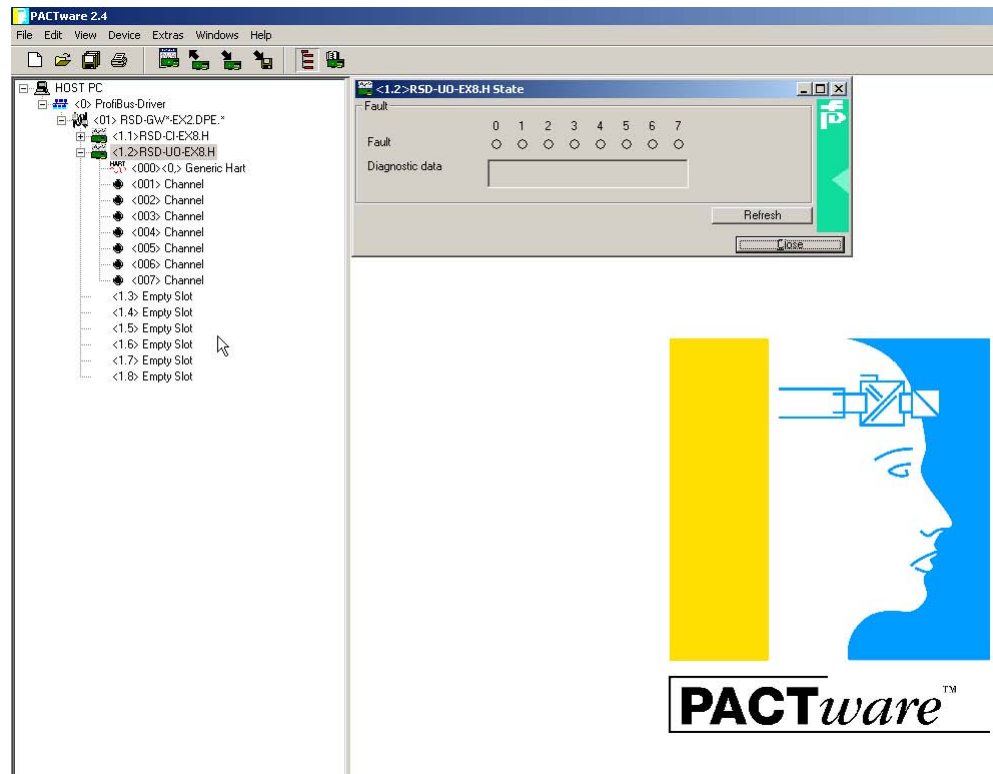 PACTware 2.4
File Edit View Device Extras Windows Help
HOST PC
<0> ProfiBus-Driver
<01> RSD-GW*-EX2.DPE.*
<1.1>RSD-CI-EX8.H
<1.2>RSD-UO-EX8.H
HART <000><0,> Generic Hart
<001> Channel
<002> Channel
<003> Channel
<004> Channel
<005> Channel
<006> Channel
<007> Channel
<1.3> Empty Slot
<1.4> Empty Slot
<1.5> Empty Slot
<1.6> Empty Slot
<1.7> Empty Slot
<1.8> Empty Slot
<1.2>RSD-UO-EX8.H State
Fault
0 1 2 3 4 5 6 7
Fault
Diagnostic data
Refresh
Close
PACTware™